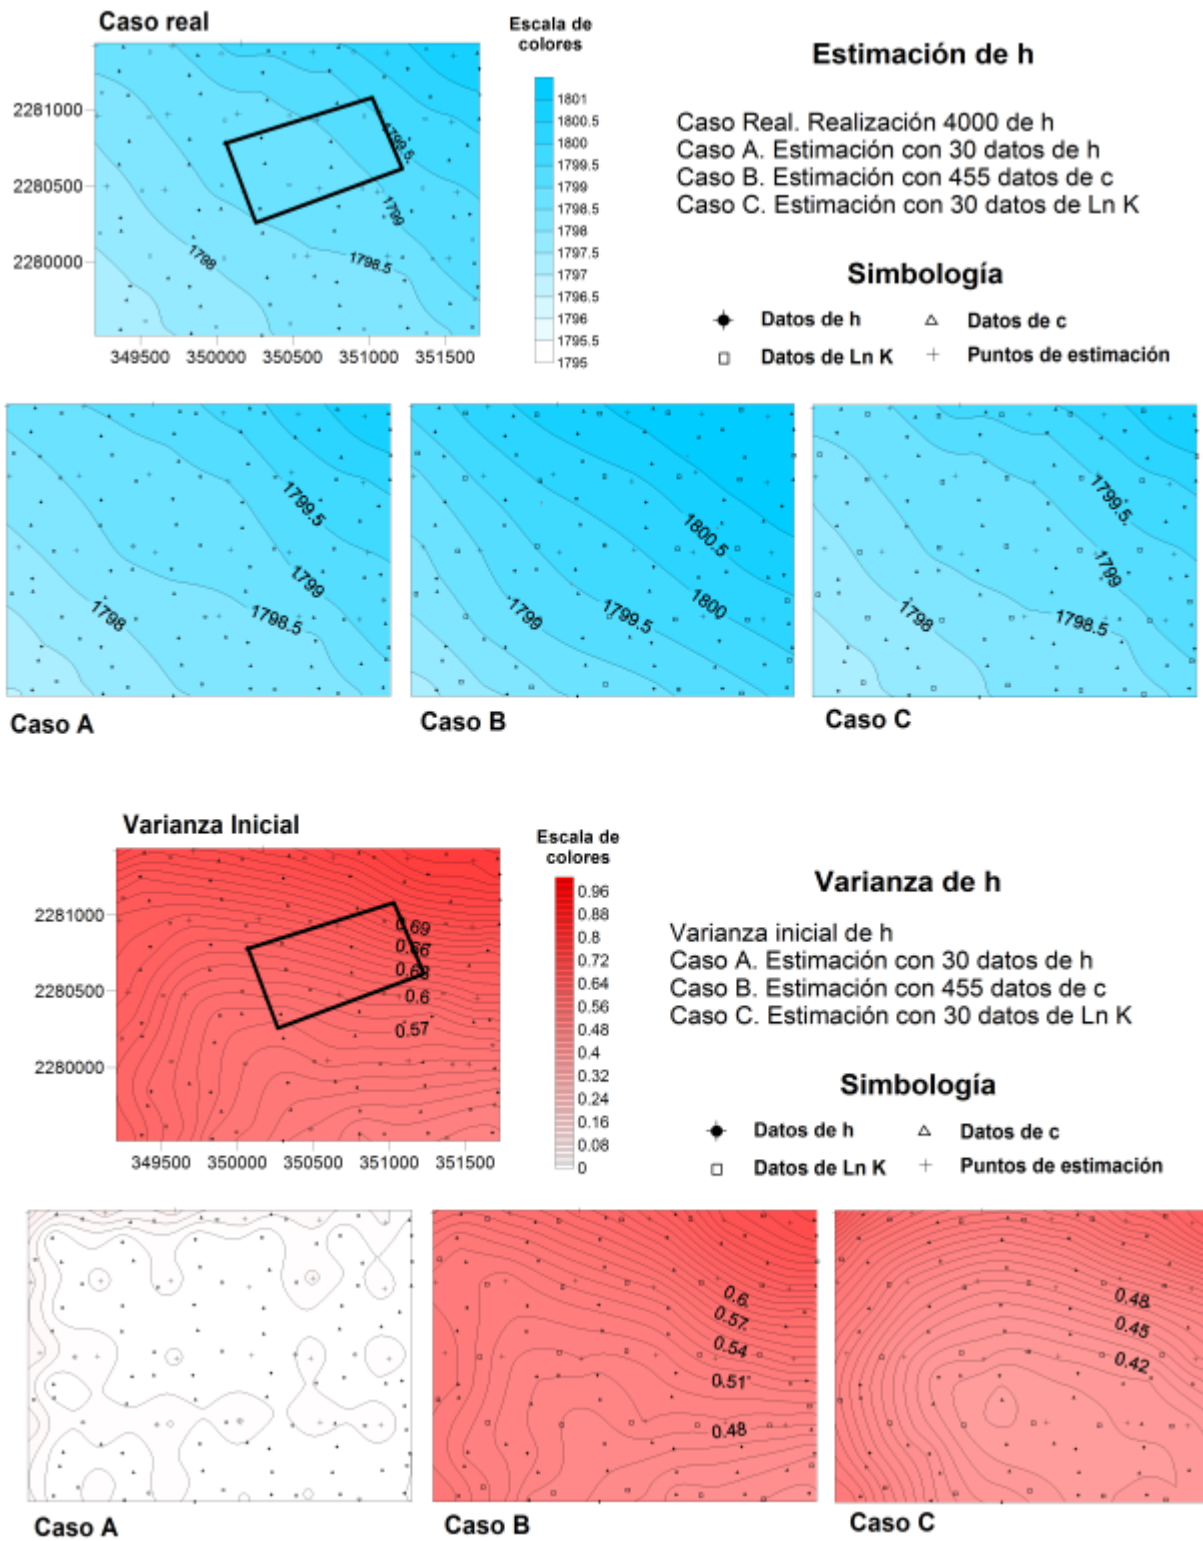 Caso real
Escala de
colores
2281000
2280500
2280000
349500 350000 350500 351000 351500
1799.5
1799
1798.5
1798
1801
1800.5
1800
1799.5
1799
1798.5
1798
1797.5
1797
1796.5
1796
1795.5
1795
Estimación de h
Caso Real. Realización 4000 de h
Caso A. Estimación con 30 datos de h
Caso B. Estimación con 455 datos de c
Caso C. Estimación con 30 datos de Ln K
Simbología
Datos de h
Datos de c
Datos de Ln K
Puntos de estimación
1799.5
1799
1798.5
1798
Caso A
1800.5
1800
1799.5
1799
Caso B
1799.5
1799
1798.5
1798
Caso C
Varianza Inicial
Escala de
colores
2281000
2280500
2280000
349500 350000 350500 351000 351500
0.69
0.66
0.63
0.6
0.57
0.96
0.88
0.8
0.72
0.64
0.56
0.48
0.4
0.32
0.24
0.16
0.08
0
Varianza de h
Varianza inicial de h
Caso A. Estimación con 30 datos de h
Caso B. Estimación con 455 datos de c
Caso C. Estimación con 30 datos de Ln K
Simbología
Datos de h
Datos de c
Datos de Ln K
Puntos de estimación
Caso A
0.6
0.57
0.54
0.51
0.48
Caso B
0.48
0.45
0.42
Caso C